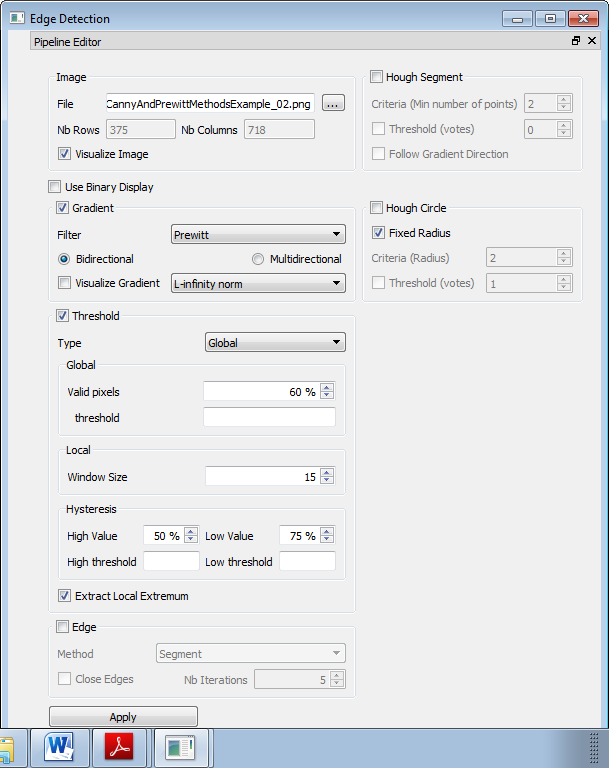 Edge Detection
Pipeline Editor
Image
File CannyAndPrewittMethodsExample_02.png ...
Nb Rows 375 Nb Columns 718
Visualize Image
Hough Segment
Criteria (Min number of points) 2
Threshold (votes) 0
Follow Gradient Direction
Use Binary Display
Gradient
Filter Prewitt
Bidirectional Multidirectional
Visualize Gradient L-infinity norm
Hough Circle
Fixed Radius
Criteria (Radius) 2
Threshold (votes) 1
Threshold
Type Global
Global
Valid pixels 60 %
threshold
Local
Window Size 15
Hysteresis
High Value 50 % Low Value 75 %
High threshold Low threshold
Extract Local Extremum
Edge
Method Segment
Close Edges Nb Iterations 5
Apply
W